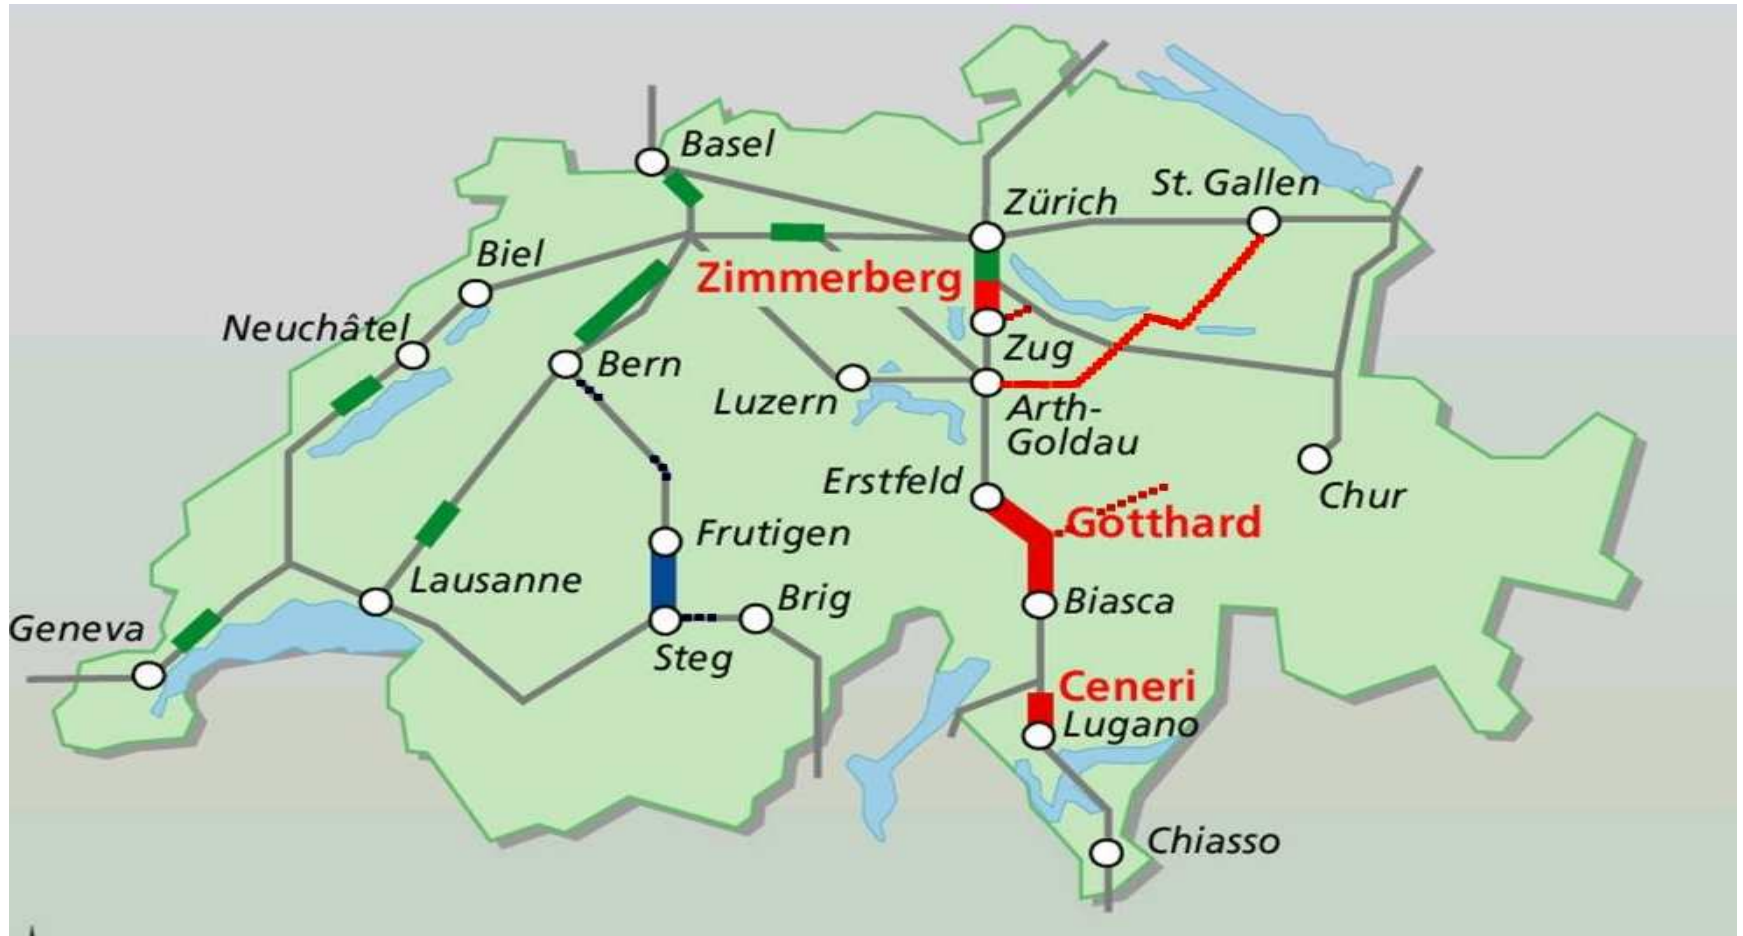 Basel
Zürich
St. Gallen
Biel
Zimmerberg
Neuchâtel
Zug
Bern
Luzern
Arth-
Goldau
Erstfeld
Chur
Gotthard
Frutigen
Lausanne
Brig
Biasca
Geneva
Steg
Ceneri
Lugano
Chiasso